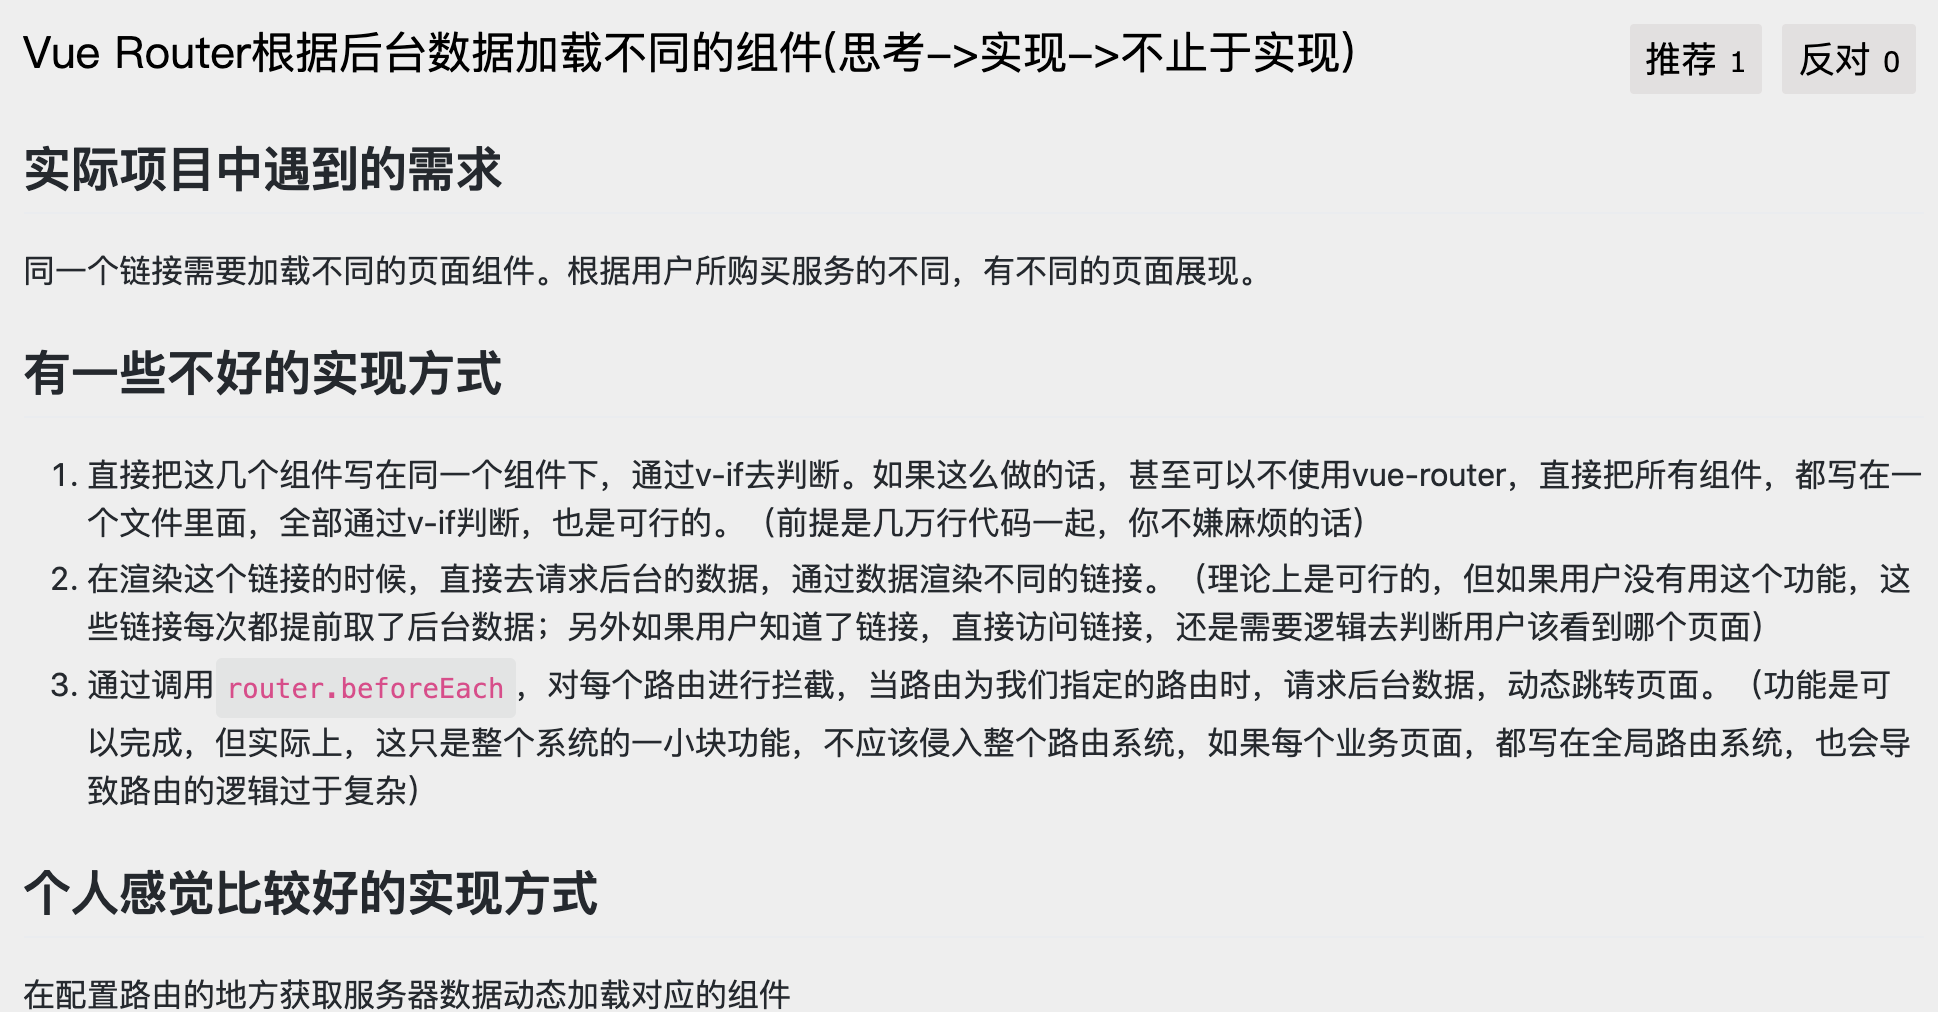 Vue Router根据后台数据加载不同的组件(思考->实现->不止于实现)
推荐 1
反对 0
实际项目中遇到的需求
同一个链接需要加载不同的页面组件。根据用户所购买服务的不同，有不同的页面展现。
有一些不好的实现方式
1. 直接把这几个组件写在同一个组件下，通过v-if去判断。如果这么做的话，甚至可以不使用vue-router，直接把所有组件，都写在一
个文件里面，全部通过v-if判断，也是可行的。（前提是几万行代码一起，你不嫌麻烦的话）
2. 在渲染这个链接的时候，直接去请求后台的数据，通过数据渲染不同的链接。（理论上是可行的，但如果用户没有用这个功能，这
些链接每次都提前取了后台数据；另外如果用户知道了链接，直接访问链接，还是需要逻辑去判断用户该看到哪个页面）
3. 通过调用router.beforeEach，对每个路由进行拦截，当路由为我们指定的路由时，请求后台数据，动态跳转页面。（功能是可
以完成，但实际上，这只是整个系统的一小块功能，不应该侵入整个路由系统，如果每个业务页面，都写在全局路由系统，也会导
致路由的逻辑过于复杂）
个人感觉比较好的实现方式
在配置路由的地方获取服务器数据动态加载对应的组件